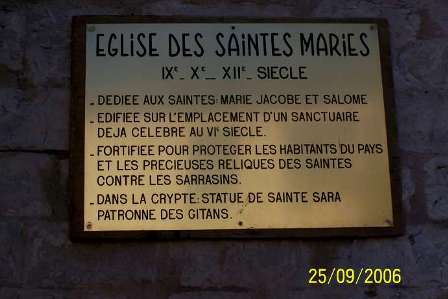 EGLISE DES SAINTES MARIES
IXe_ Xe_ XIIe_ SIECLE
_ DEDIEE AUX SAINTES: MARIE JACOBE ET SALOME
_ EDIFIEE SUR L'EMPLACEMENT D'UN SANCTUAIRE
DEJA CELEBRE AU VIe SIECLE.
_ FORTIFIEE POUR PROTEGER LES HABITANTS DU PAYS
ET LES PRECIEUSES RELIQUES DES SAINTES
CONTRE LES SARRASINS.
_ DANS LA CRYPTE: STATUE DE SAINTE SARA
PATRONNE DES GITANS.
25/09/2006